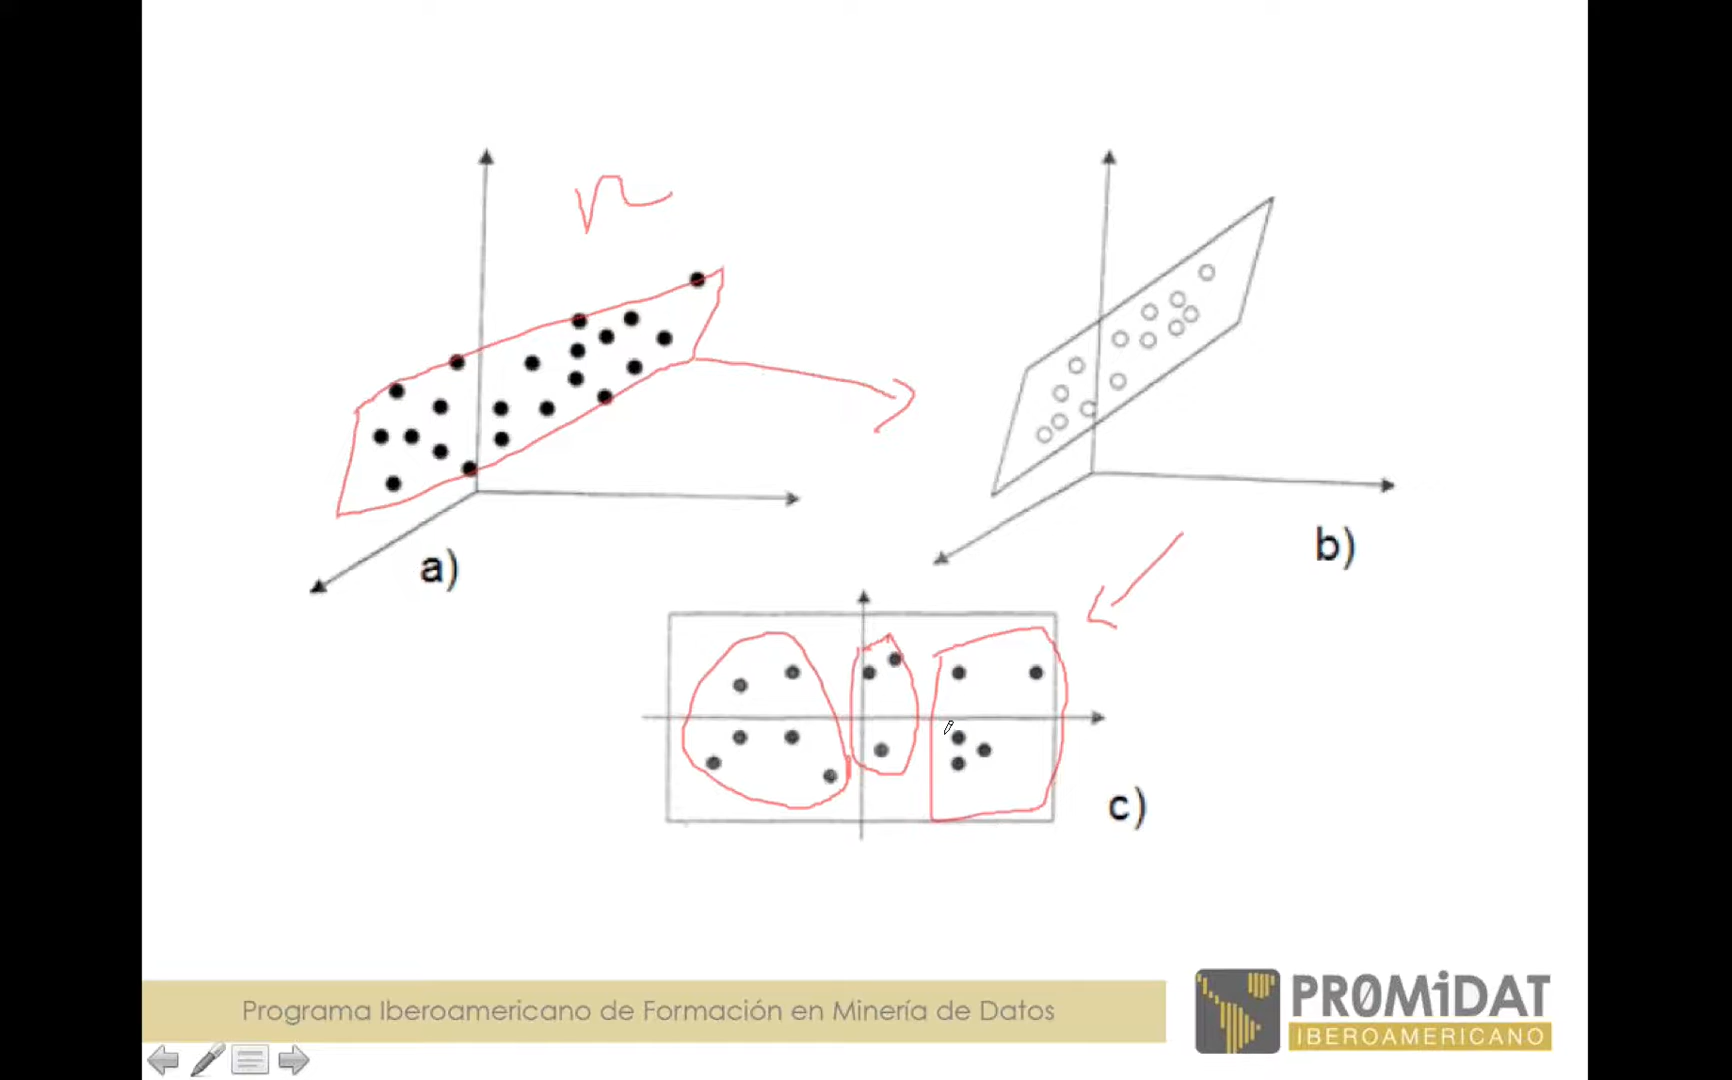 n
a)
b)
c)
Programa Iberoamericano de Formación en Minería de Datos
PR0MiDAT
IBEROAMERICANO